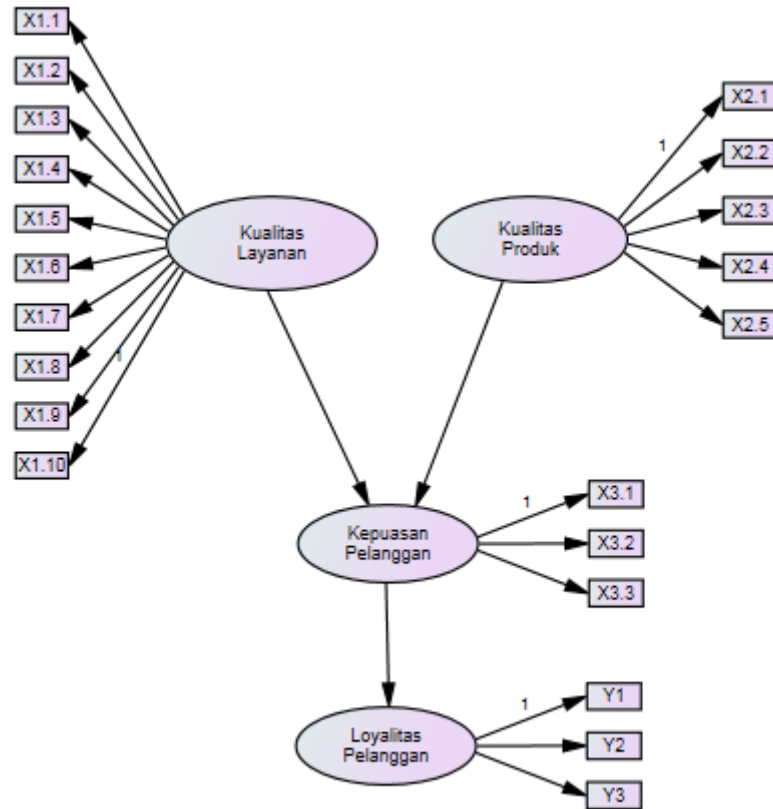 X1.1
X1.2
X1.3
X1.4
X1.5
X1.6
X1.7
X1.8
X1.9
X1.10
1
Kualitas
Layanan
Kualitas
Produk
1
X2.1
X2.2
X2.3
X2.4
X2.5
Kepuasan
Pelanggan
1
X3.1
X3.2
X3.3
Loyalitas
Pelanggan
1
Y1
Y2
Y3